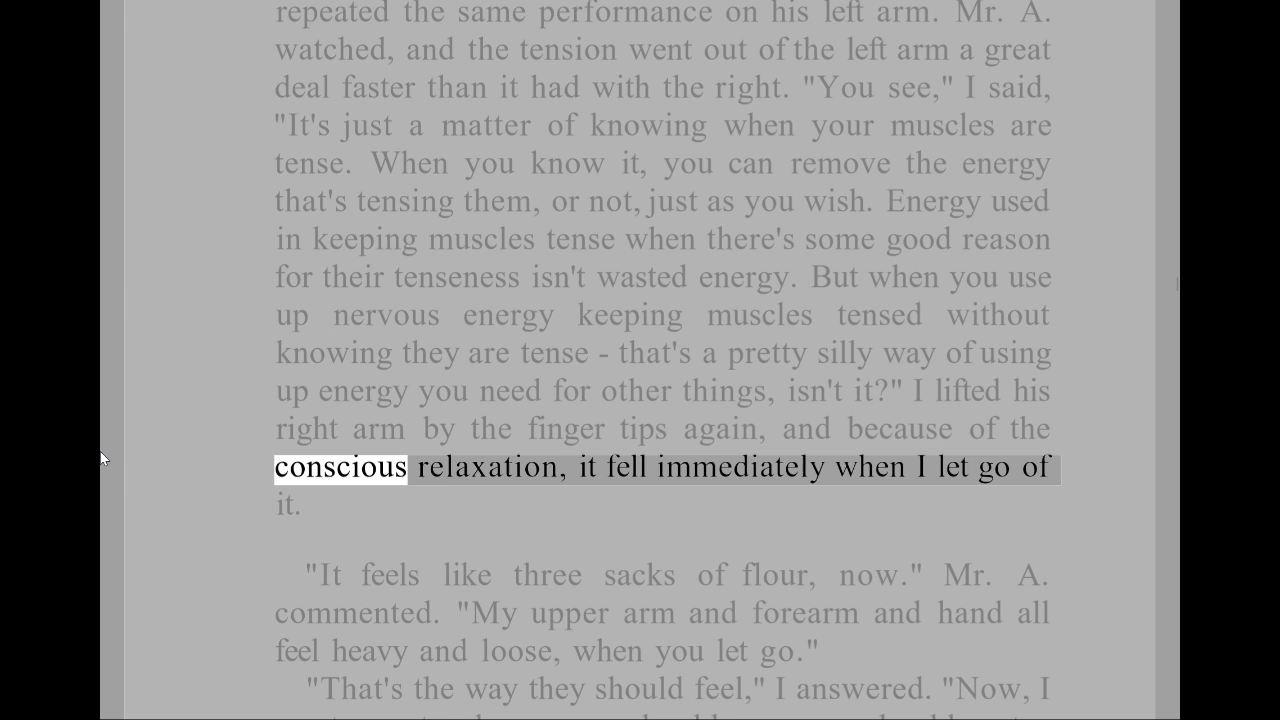 repeated the same performance on his left arm. Mr. A.
watched, and the tension went out of the left arm a great
deal faster than it had with the right. "You see," I said,
"It's just a matter of knowing when your muscles are
tense. When you know it, you can remove the energy
that's tensing them, or not, just as you wish. Energy used
in keeping muscles tense when there's some good reason
for their tenseness isn't wasted energy. But when you use
up nervous energy keeping muscles tensed without
knowing they are tense - that's a pretty silly way of using
up energy you need for other things, isn't it?" I lifted his
right arm by the finger tips again, and because of the
conscious relaxation, it fell immediately when I let go of
it.
"It feels like three sacks of flour, now." Mr. A.
commented. "My upper arm and forearm and hand all
feel heavy and loose, when you let go."
"That's the way they should feel," I answered. "Now, I